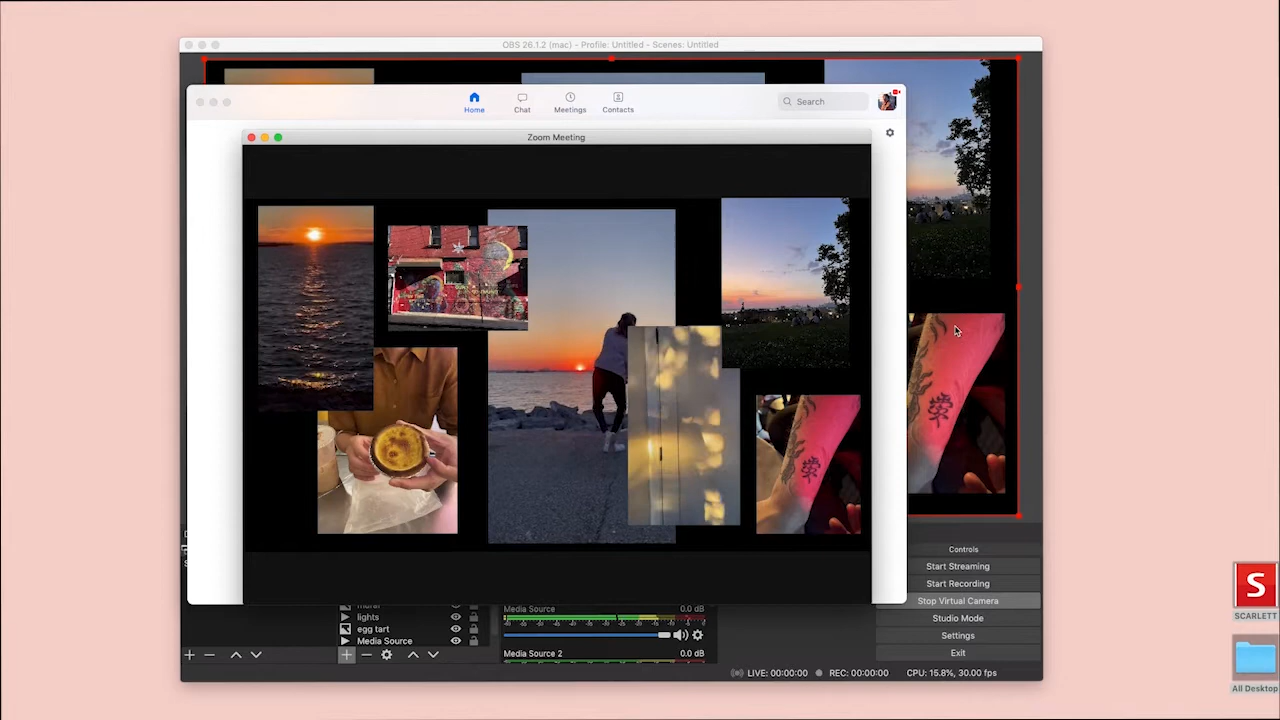 OBS 26.1.2 (mac) - Profile: Untitled - Scenes: Untitled
Home
Chat
Meetings
Contacts
Search
Zoom Meeting
Controls
Start Streaming
Start Recording
Stop Virtual Camera
Studio Mode
Settings
Exit
lights
egg tart
Media Source
Media Source 0.0 dB
Media Source 2 0.0 dB
LIVE: 00:00:00 REC: 00:00:00 CPU: 15.8%, 30.00 fps
S
SCARLETT
All Desktop